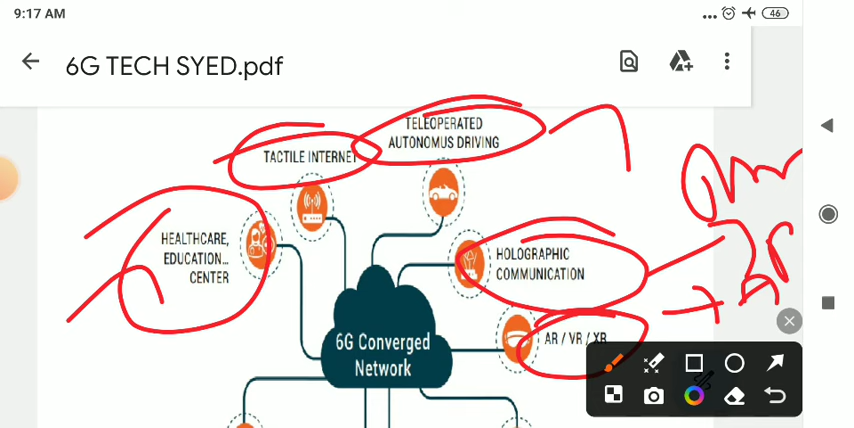 9:17 AM
46
6G TECH SYED.pdf
TELEOPERATED
AUTONOMUS DRIVING
TACTILE INTERNET
HEALTHCARE,
EDUCATION...
CENTER
HOLOGRAPHIC
COMMUNICATION
AR / VR / XR
6G Converged
Network